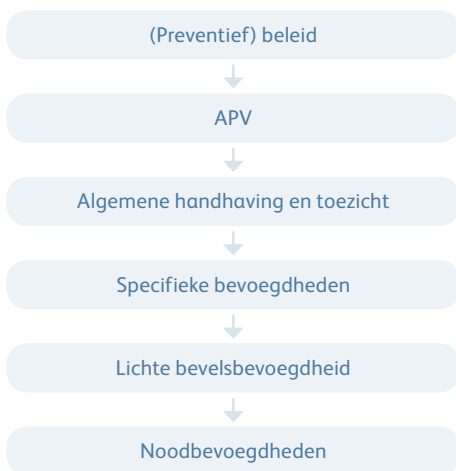 (Preventief) beleid
APV
Algemene handhaving en toezicht
Specifieke bevoegdheden
Lichte bevelsbevoegdheid
Noodbevoegdheden